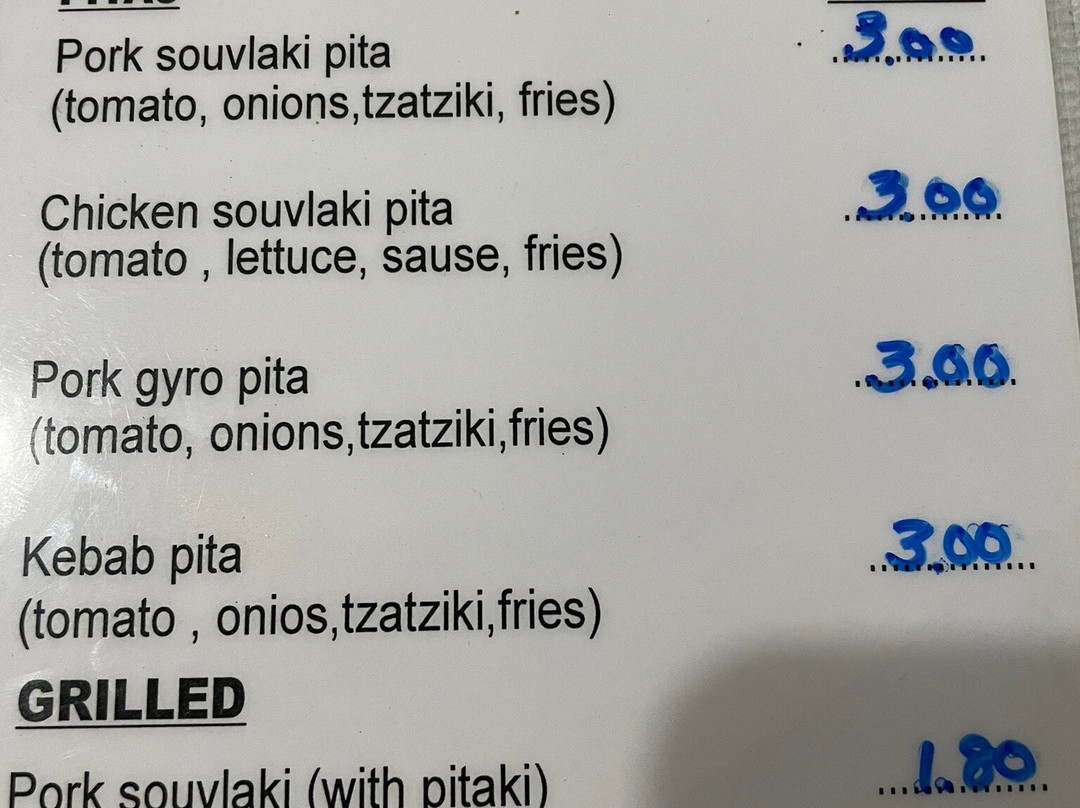 PITAS
Pork souvlaki pita 3.00
(tomato, onions,tzatziki, fries)
Chicken souvlaki pita 3.00
(tomato , lettuce, sause, fries)
Pork gyro pita 3.00
(tomato, onions,tzatziki,fries)
Kebab pita 3.00
(tomato , onios,tzatziki,fries)
GRILLED
Pork souvlaki (with pitaki) 1.80